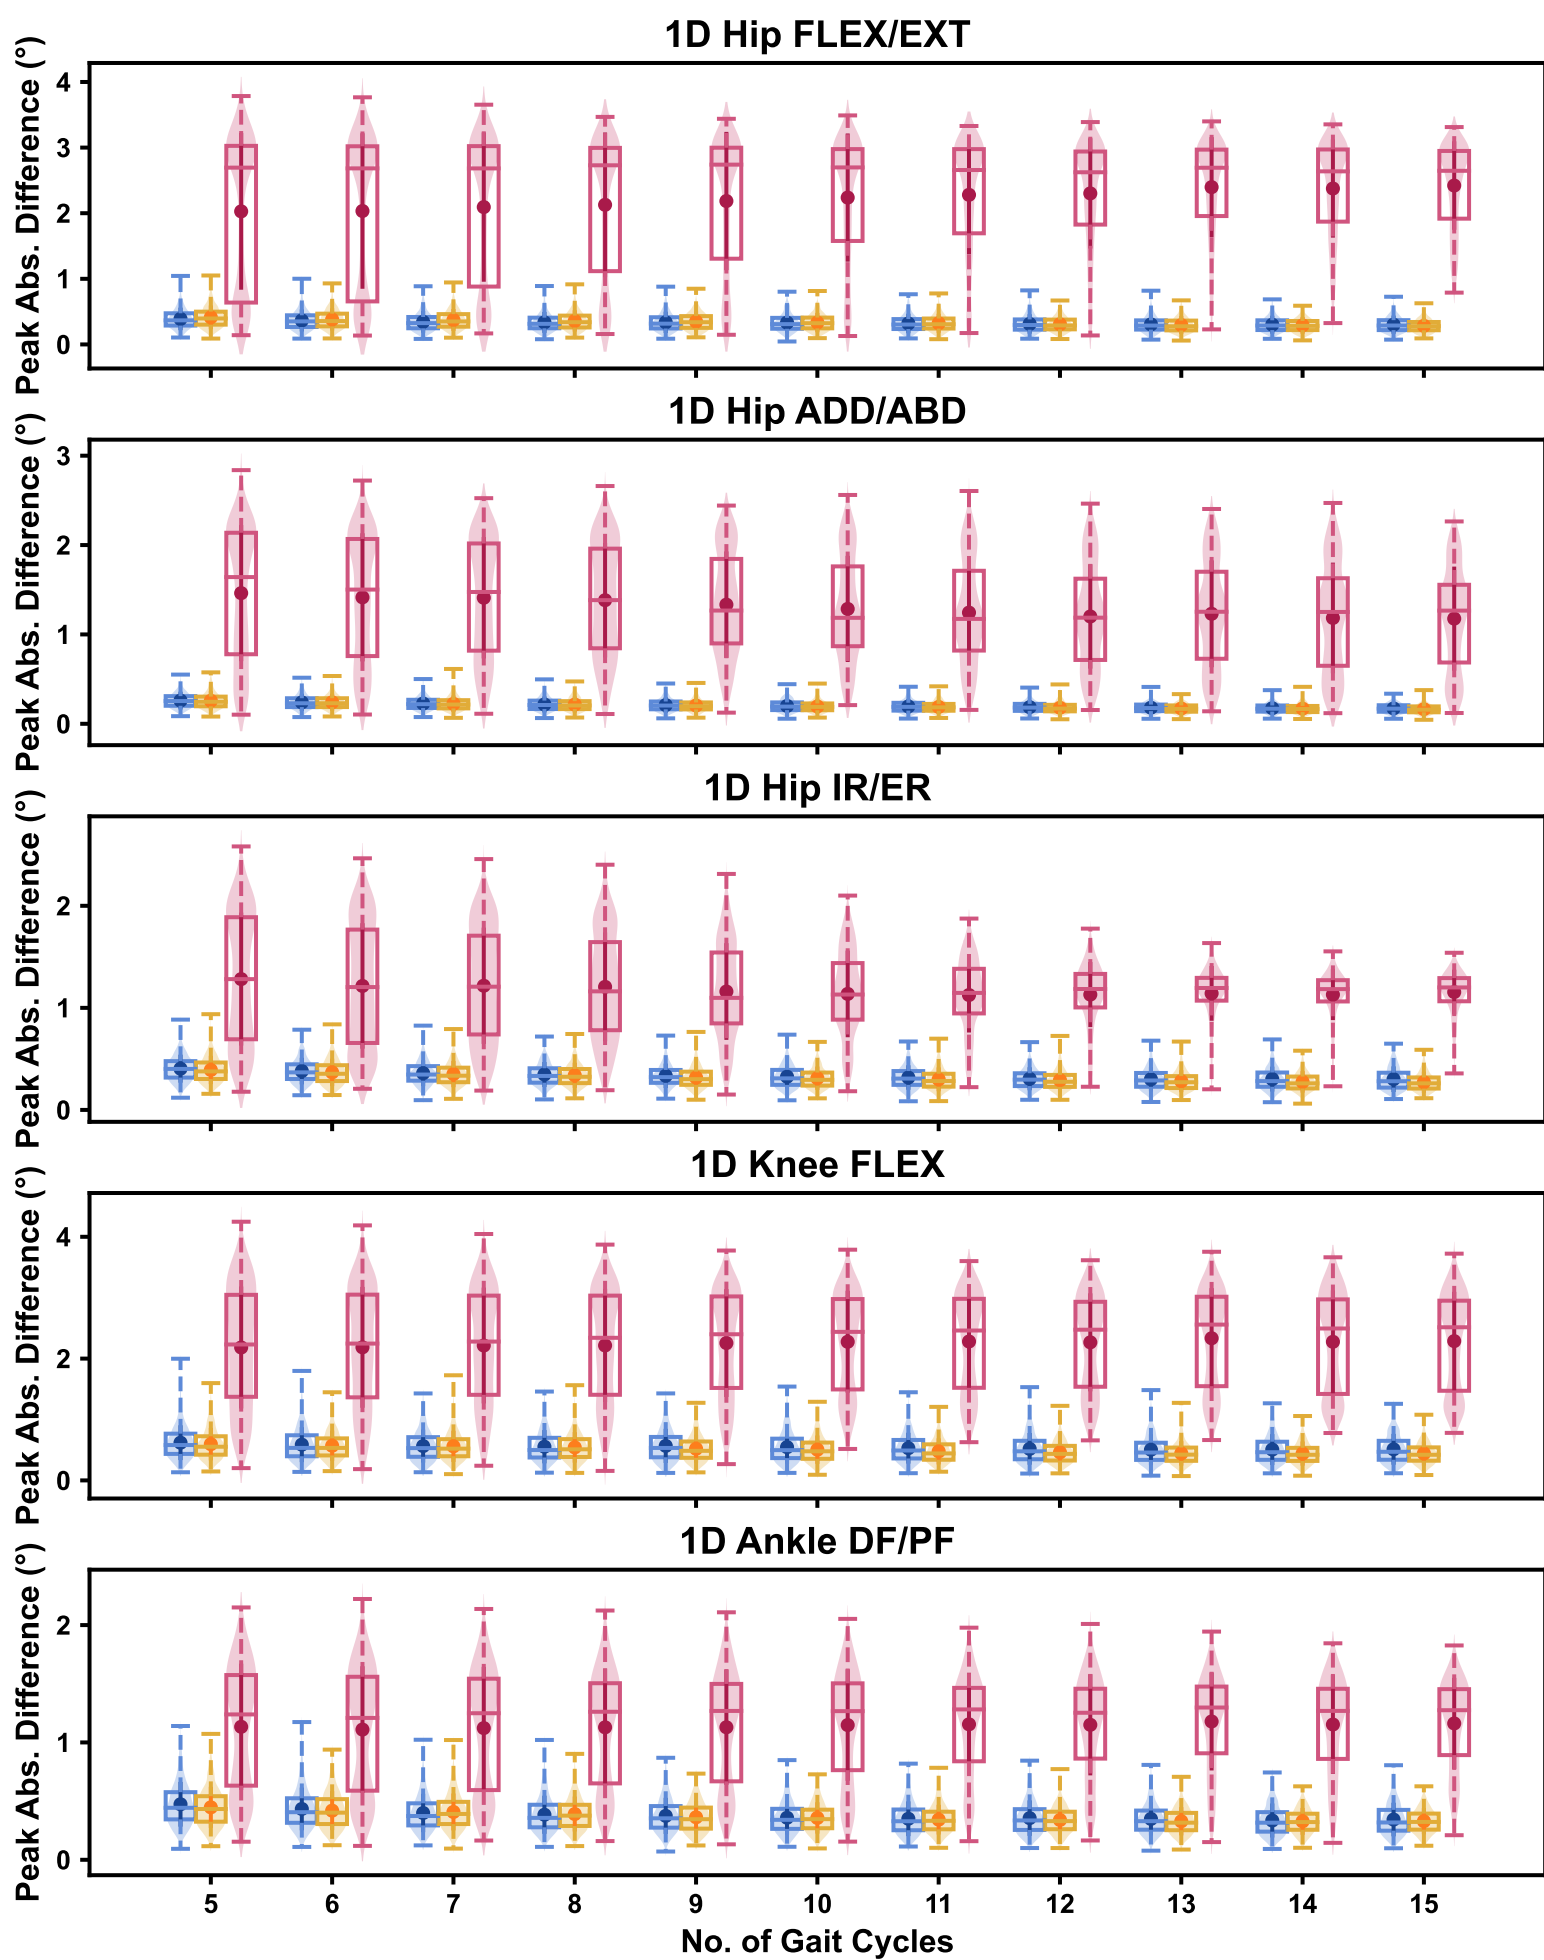 1D Hip FLEX/EXT
Peak Abs. Difference (°)
4
3
2
1
0
1D Hip ADD/ABD
Peak Abs. Difference (°)
3
2
1
0
1D Hip IR/ER
Peak Abs. Difference (°)
2
1
0
1D Knee FLEX
Peak Abs. Difference (°)
4
2
0
1D Ankle DF/PF
Peak Abs. Difference (°)
2
1
0
5 6 7 8 9 10 11 12 13 14 15
No. of Gait Cycles